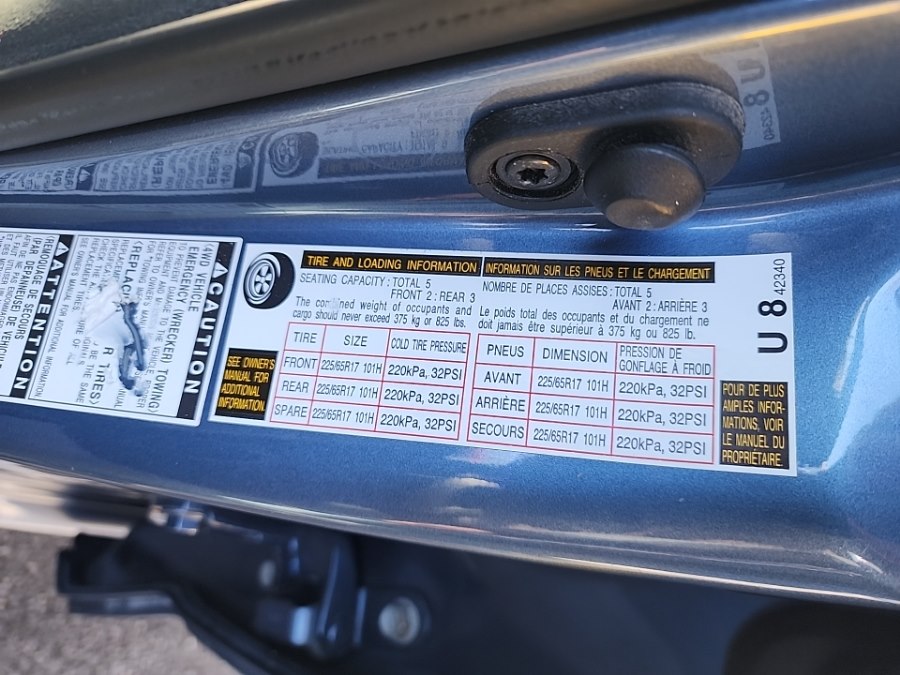 TIRE AND LOADING INFORMATION
INFORMATION SUR LES PNEUS ET LE CHARGEMENT
SEATING CAPACITY : TOTAL 5
FRONT 2 : REAR 3
NOMBRE DE PLACES ASSISES : TOTAL 5
AVANT 2 : ARRIÈRE 3
The combined weight of occupants and
cargo should never exceed 375 kg or 825 lbs.
Le poids total des occupants et du chargement ne
doit jamais être supérieur à 375 kg ou 825 lb.
TIRE SIZE COLD TIRE PRESSURE
FRONT 225/65R17 101H 220kPa, 32PSI
REAR 225/65R17 101H 220kPa, 32PSI
SPARE 225/65R17 101H 220kPa, 32PSI
PNEUS DIMENSION PRESSION DE
GONFLAGE À FROID
AVANT 225/65R17 101H 220kPa, 32PSI
ARRIÈRE 225/65R17 101H 220kPa, 32PSI
SECOURS 225/65R17 101H 220kPa, 32PSI
SEE OWNER'S
MANUAL FOR
ADDITIONAL
INFORMATION.
POUR DE PLUS
AMPLES INFOR-
MATIONS, VOIR
LE MANUEL DU
PROPRIÉTAIRE.
U 8 42340
CAUTION
(4WD VEHICLE
EMERGENCY (WRECKER) TOWING)
ATTENTION